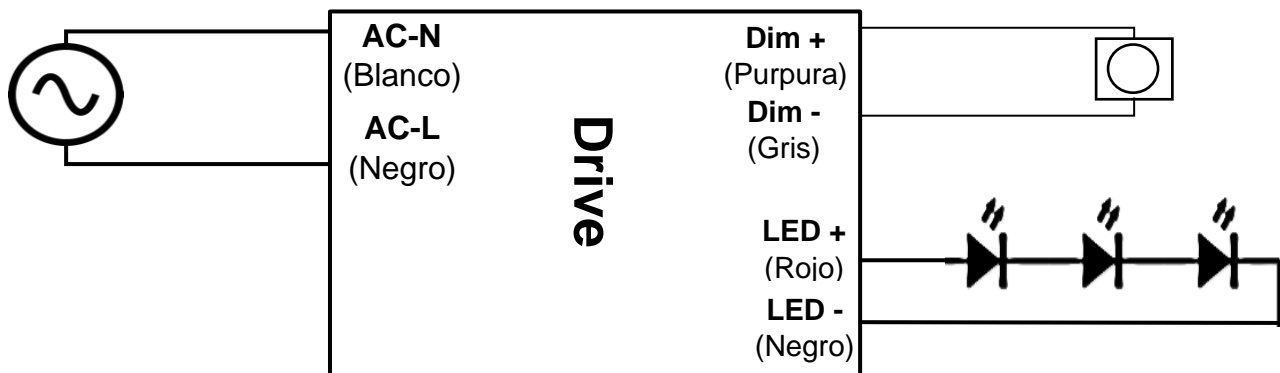 AC-N
(Blanco)
AC-L
(Negro)
Drive
Dim +
(Purpura)
Dim -
(Gris)
LED +
(Rojo)
LED -
(Negro)